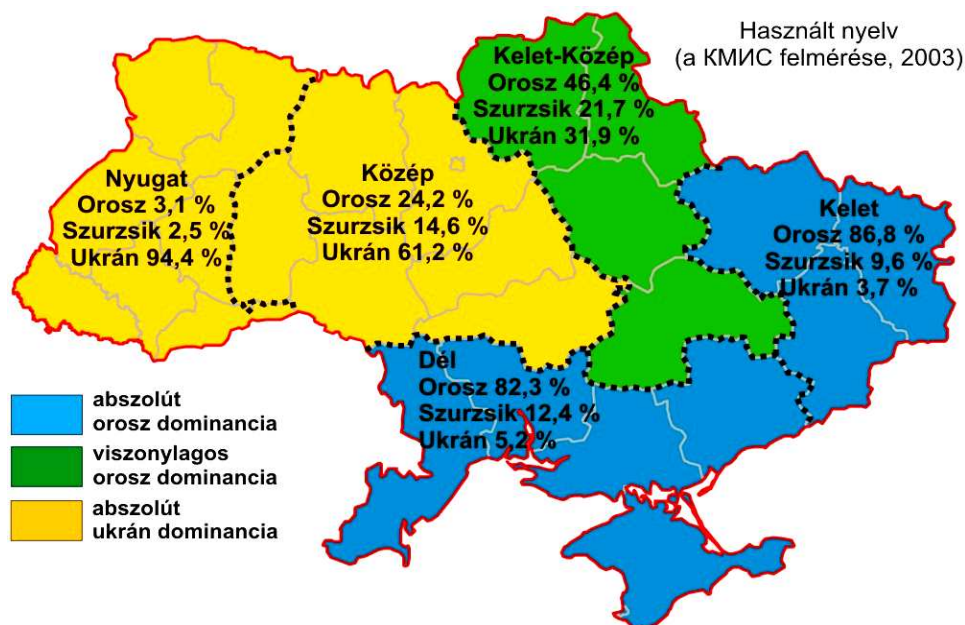 Használt nyelv
(a КМИС felmérése, 2003)
Kelet-Közép
Orosz 46,4 %
Szurzsik 21,7 %
Ukrán 31,9 %
Nyugat
Orosz 3,1 %
Szurzsik 2,5 %
Ukrán 94,4 %
Közép
Orosz 24,2 %
Szurzsik 14,6 %
Ukrán 61,2 %
Kelet
Orosz 86,8 %
Szurzsik 9,6 %
Ukrán 3,7 %
Dél
Orosz 82,3 %
Szurzsik 12,4 %
Ukrán 5,2 %
abszolút
orosz dominancia
viszonylagos
orosz dominancia
abszolút
ukrán dominancia